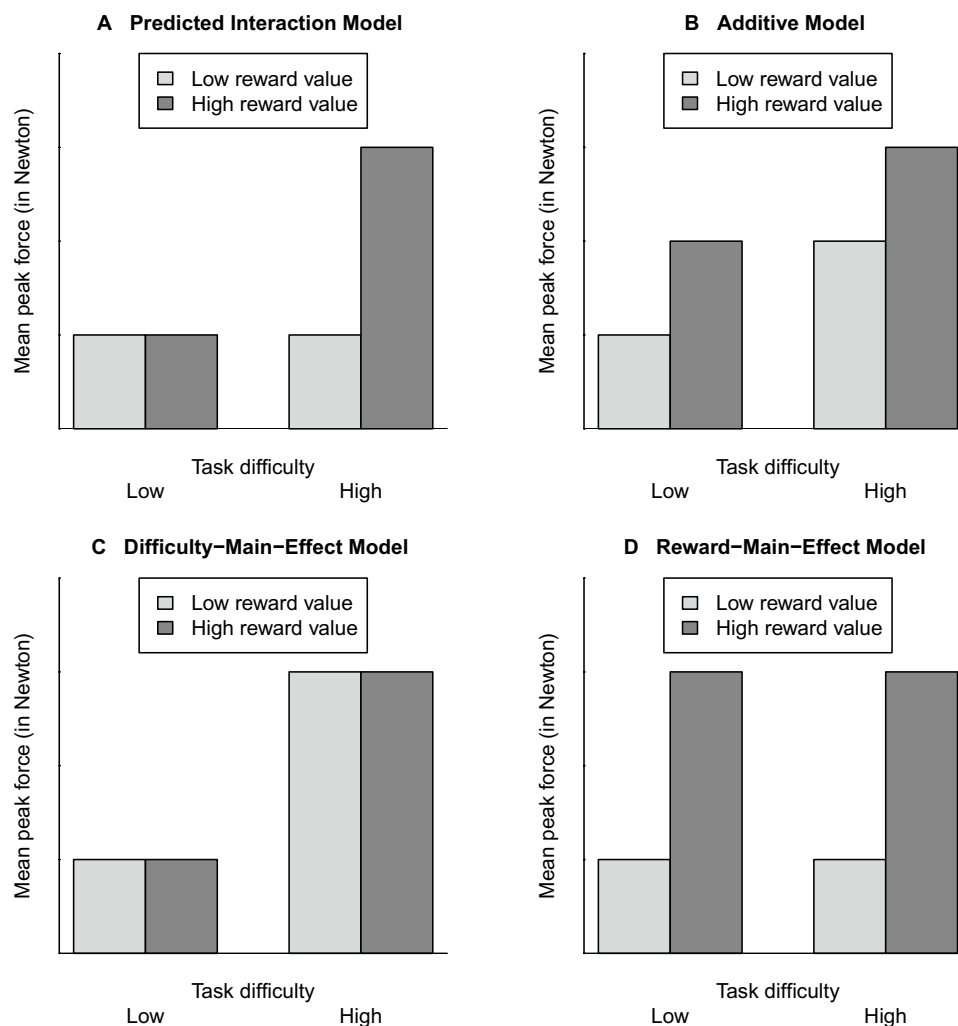 A Predicted Interaction Model
Low reward value
High reward value
Mean peak force (in Newton)
Task difficulty
Low High
B Additive Model
Low reward value
High reward value
Mean peak force (in Newton)
Task difficulty
Low High
C Difficulty−Main−Effect Model
Low reward value
High reward value
Mean peak force (in Newton)
Task difficulty
Low High
D Reward−Main−Effect Model
Low reward value
High reward value
Mean peak force (in Newton)
Task difficulty
Low High